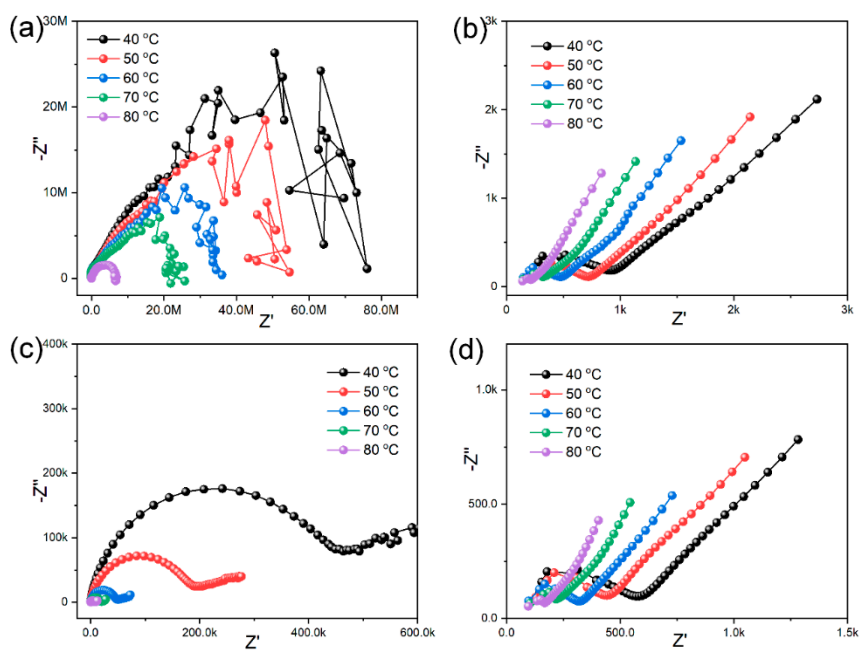 (a)
30M
20M
10M
0
-Z''
40 °C
50 °C
60 °C
70 °C
80 °C
0.0 20.0M 40.0M 60.0M 80.0M
Z'
(b)
3k
2k
1k
0
-Z''
40 °C
50 °C
60 °C
70 °C
80 °C
0 1k 2k 3k
Z'
(c)
400k
300k
200k
100k
0
-Z''
40 °C
50 °C
60 °C
70 °C
80 °C
0.0 200.0k 400.0k 600.0k
Z'
(d)
1.0k
500.0
0.0
-Z''
40 °C
50 °C
60 °C
70 °C
80 °C
0.0 500.0 1.0k 1.5k
Z'